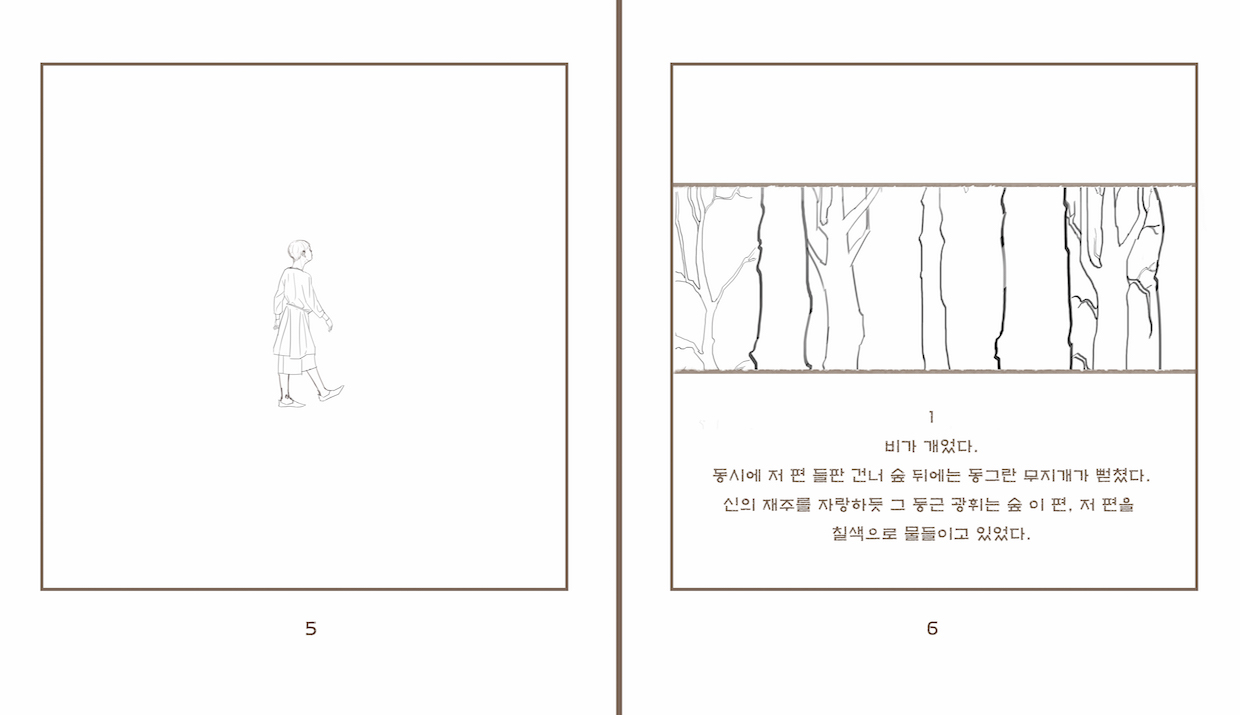 5
1
비가 개었다.
동시에 저 편 들판 건너 숲 뒤에는 둥그란 무지개가 뻗쳤다.
신의 재주를 자랑하듯 그 둥근 광휘는 숲 이 편, 저 편을
칠색으로 물들이고 있었다.
6